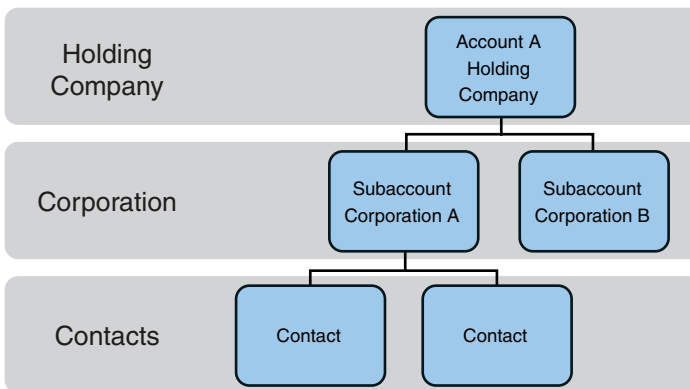 Holding
Company
Account A
Holding
Company
Corporation
Subaccount
Corporation A
Subaccount
Corporation B
Contacts
Contact
Contact